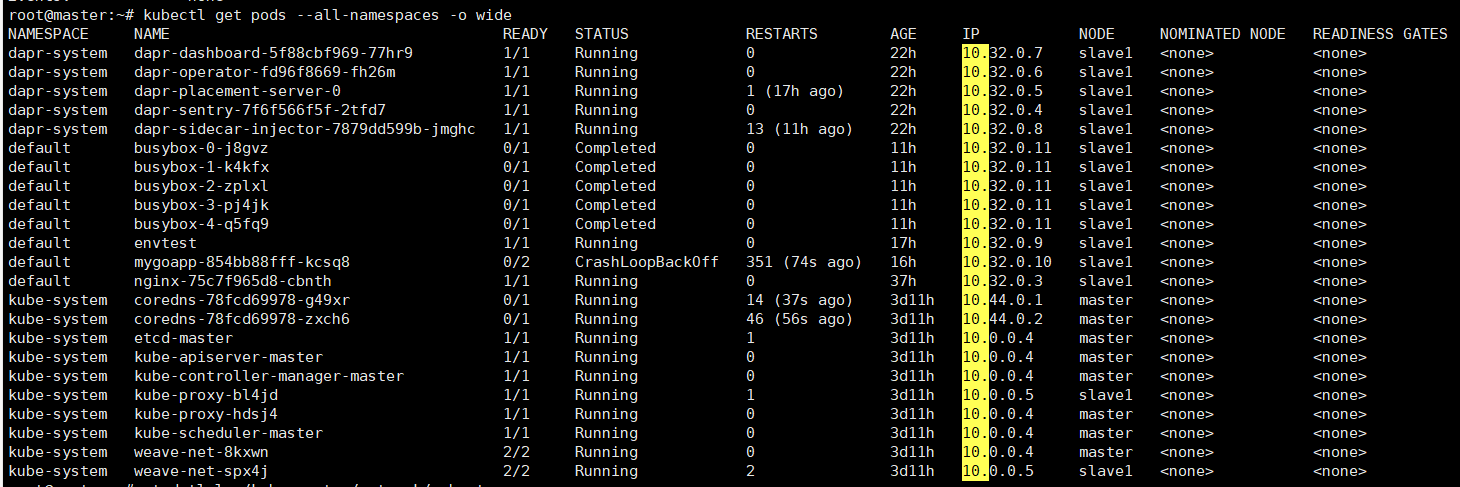 root@master:~# kubectl get pods --all-namespaces -o wide
NAMESPACE NAME READY STATUS RESTARTS AGE IP NODE NOMINATED NODE READINESS GATES
dapr-system dapr-dashboard-5f88cbf969-77hr9 1/1 Running 0 22h 10.32.0.7 slave1 <none> <none>
dapr-system dapr-operator-fd96f8669-fh26m 1/1 Running 0 22h 10.32.0.6 slave1 <none> <none>
dapr-system dapr-placement-server-0 1/1 Running 1 (17h ago) 22h 10.32.0.5 slave1 <none> <none>
dapr-system dapr-sentry-7f6f566f5f-2tfd7 1/1 Running 0 22h 10.32.0.4 slave1 <none> <none>
dapr-system dapr-sidecar-injector-7879dd599b-jmghc 1/1 Running 13 (11h ago) 22h 10.32.0.8 slave1 <none> <none>
default busybox-0-j8gvz 0/1 Completed 0 11h 10.32.0.11 slave1 <none> <none>
default busybox-1-k4kfx 0/1 Completed 0 11h 10.32.0.11 slave1 <none> <none>
default busybox-2-zplxl 0/1 Completed 0 11h 10.32.0.11 slave1 <none> <none>
default busybox-3-pj4jk 0/1 Completed 0 11h 10.32.0.11 slave1 <none> <none>
default busybox-4-q5fq9 0/1 Completed 0 11h 10.32.0.11 slave1 <none> <none>
default envtest 1/1 Running 0 17h 10.32.0.9 slave1 <none> <none>
default mygoapp-854bb88fff-kcsq8 0/2 CrashLoopBackOff 351 (74s ago) 16h 10.32.0.10 slave1 <none> <none>
default nginx-75c7f965d8-cbnth 1/1 Running 0 37h 10.32.0.3 slave1 <none> <none>
kube-system coredns-78fcd69978-g49xr 0/1 Running 14 (37s ago) 3d11h 10.44.0.1 master <none> <none>
kube-system coredns-78fcd69978-zxch6 0/1 Running 46 (56s ago) 3d11h 10.44.0.2 master <none> <none>
kube-system etcd-master 1/1 Running 1 3d11h 10.0.0.4 master <none> <none>
kube-system kube-apiserver-master 1/1 Running 0 3d11h 10.0.0.4 master <none> <none>
kube-system kube-controller-manager-master 1/1 Running 0 3d11h 10.0.0.4 master <none> <none>
kube-system kube-proxy-bl4jd 1/1 Running 1 3d11h 10.0.0.5 slave1 <none> <none>
kube-system kube-proxy-hdsj4 1/1 Running 0 3d11h 10.0.0.4 master <none> <none>
kube-system kube-scheduler-master 1/1 Running 0 3d11h 10.0.0.4 master <none> <none>
kube-system weave-net-8kxwn 2/2 Running 0 3d11h 10.0.0.4 master <none> <none>
kube-system weave-net-spx4j 2/2 Running 2 3d11h 10.0.0.5 slave1 <none> <none>